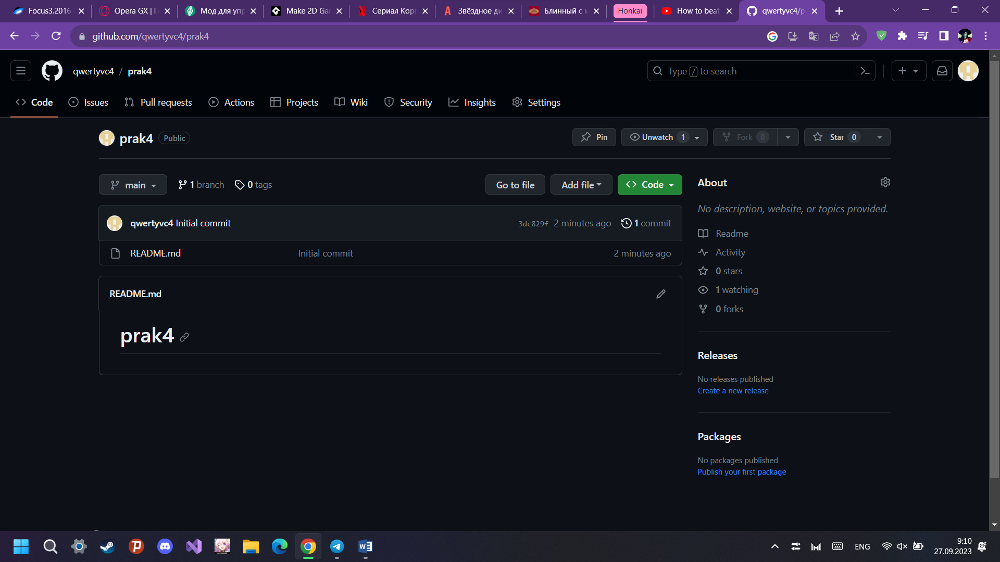 Focus3.2016
Opera GX | Г
Мод для упр
Make 2D Ga
Сериал Кор
Звёздное ди
Блинный с м
Honkai
How to beat
qwertyvc4/p
github.com/qwertyvc4/prak4
qwertyvc4 / prak4
Type / to search
Code
Issues
Pull requests
Actions
Projects
Wiki
Security
Insights
Settings
prak4 Public
Pin
Unwatch 1
Fork 0
Star 0
main
1 branch
0 tags
Go to file
Add file
Code
qwertyvc4 Initial commit
3dc829f 2 minutes ago
1 commit
README.md
Initial commit
2 minutes ago
README.md
prak4
About
No description, website, or topics provided.
Readme
Activity
0 stars
1 watching
0 forks
Releases
No releases published
Create a new release
Packages
No packages published
Publish your first package
ENG
9:10
27.09.2023